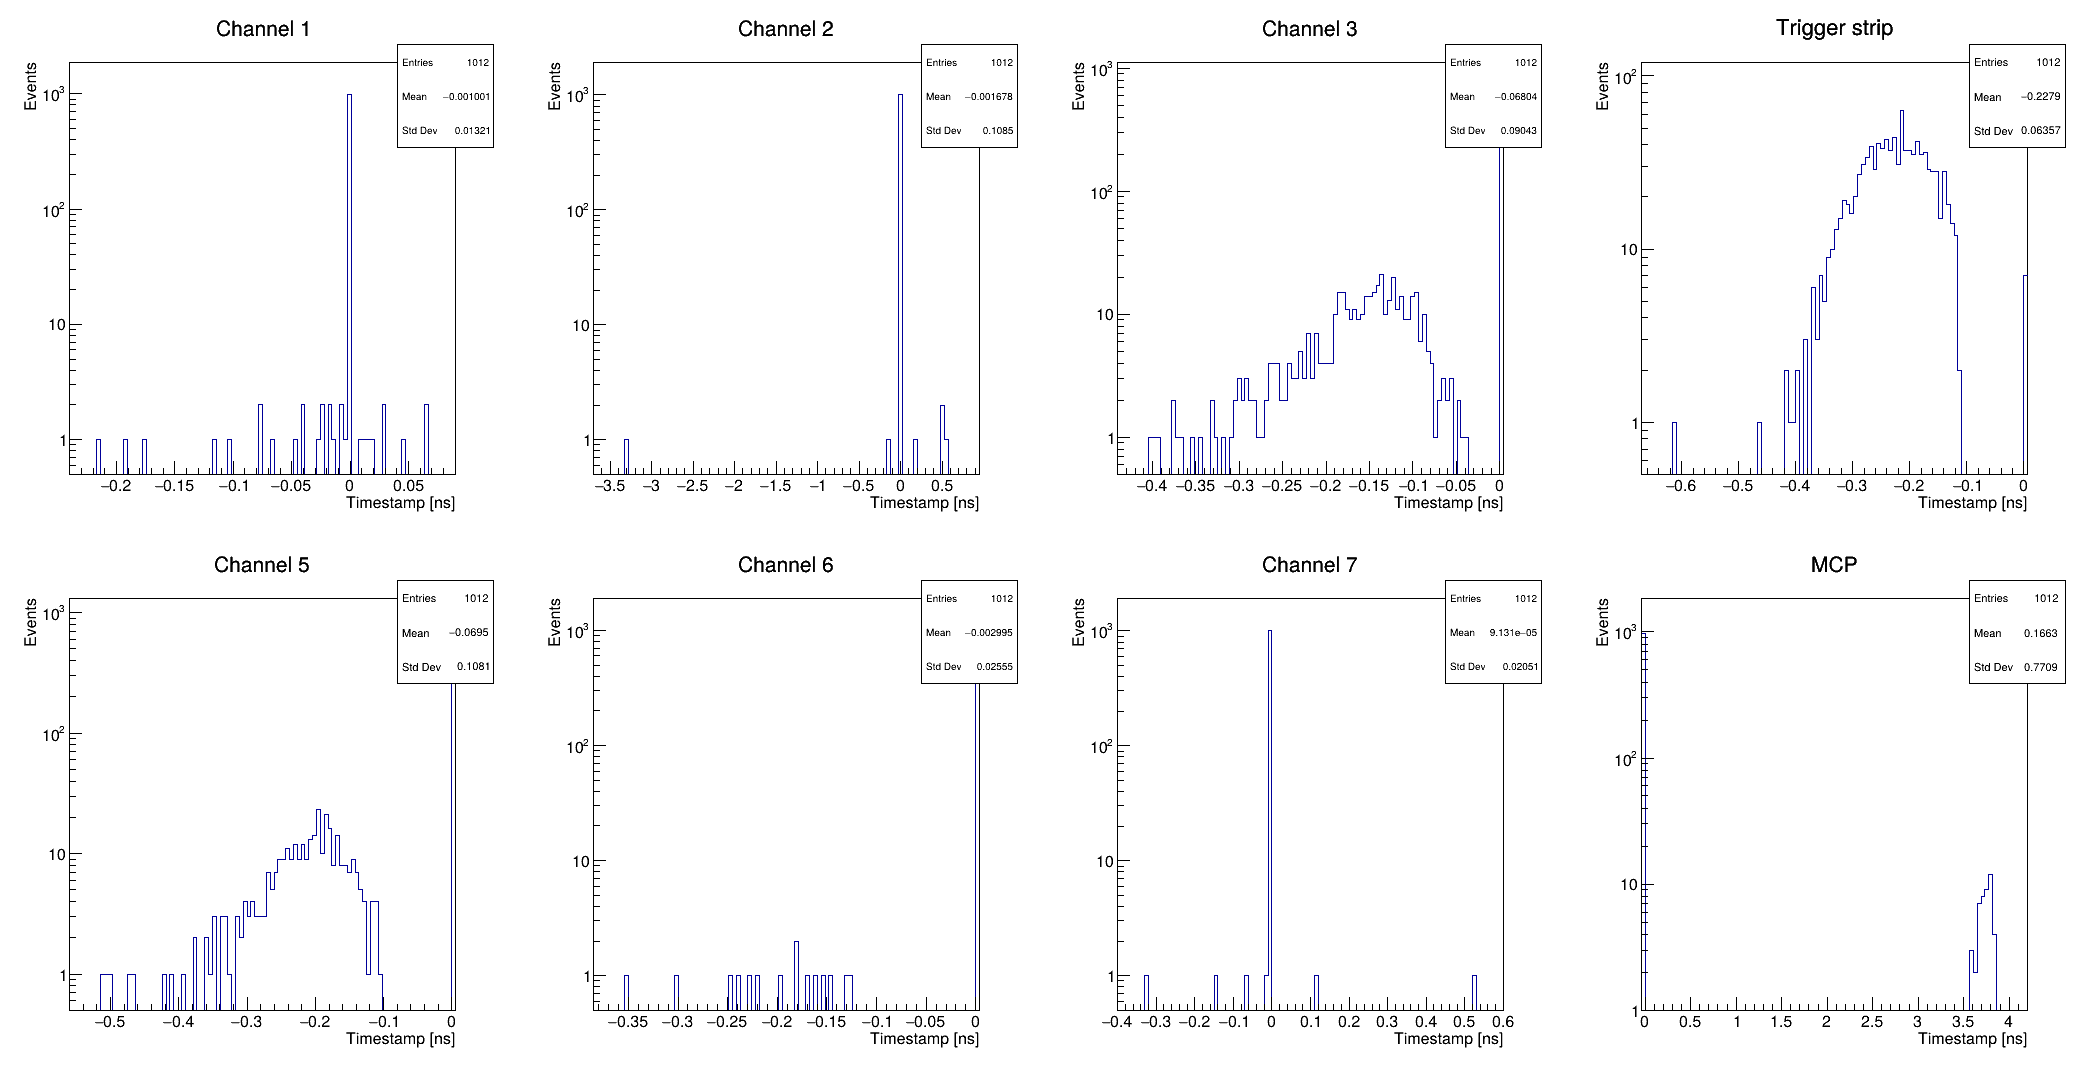 Channel 1
Events
Entries 1012
Mean −0.001001
Std Dev 0.01321
10³
10²
10
1
−0.2 −0.15 −0.1 −0.05 0 0.05
Timestamp [ns]
Channel 2
Events
Entries 1012
Mean −0.001678
Std Dev 0.1085
10³
10²
10
1
−3.5 −3 −2.5 −2 −1.5 −1 −0.5 0 0.5
Timestamp [ns]
Channel 3
Events
Entries 1012
Mean −0.06804
Std Dev 0.09043
10³
10²
10
1
−0.4 −0.35 −0.3 −0.25 −0.2 −0.15 −0.1 −0.05 0
Timestamp [ns]
Trigger strip
Events
Entries 1012
Mean −0.2279
Std Dev 0.06357
10²
10
1
−0.6 −0.5 −0.4 −0.3 −0.2 −0.1 0
Timestamp [ns]
Channel 5
Events
Entries 1012
Mean −0.0695
Std Dev 0.1081
10³
10²
10
1
−0.5 −0.4 −0.3 −0.2 −0.1 0
Timestamp [ns]
Channel 6
Events
Entries 1012
Mean −0.002995
Std Dev 0.02555
10³
10²
10
1
−0.35 −0.3 −0.25 −0.2 −0.15 −0.1 −0.05 0
Timestamp [ns]
Channel 7
Events
Entries 1012
Mean 9.131e−05
Std Dev 0.02051
10³
10²
10
1
−0.4 −0.3 −0.2 −0.1 0 0.1 0.2 0.3 0.4 0.5 0.6
Timestamp [ns]
MCP
Events
Entries 1012
Mean 0.1663
Std Dev 0.7709
10³
10²
10
1
0 0.5 1 1.5 2 2.5 3 3.5 4
Timestamp [ns]